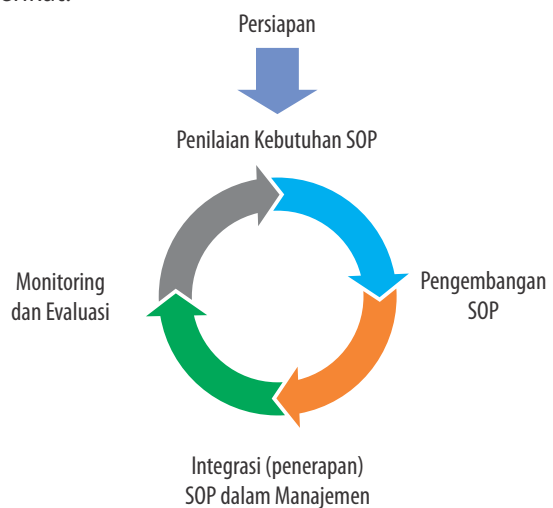 Persiapan
Penilaian Kebutuhan SOP
Pengembangan
SOP
Monitoring
dan Evaluasi
Integrasi (penerapan)
SOP dalam Manajemen